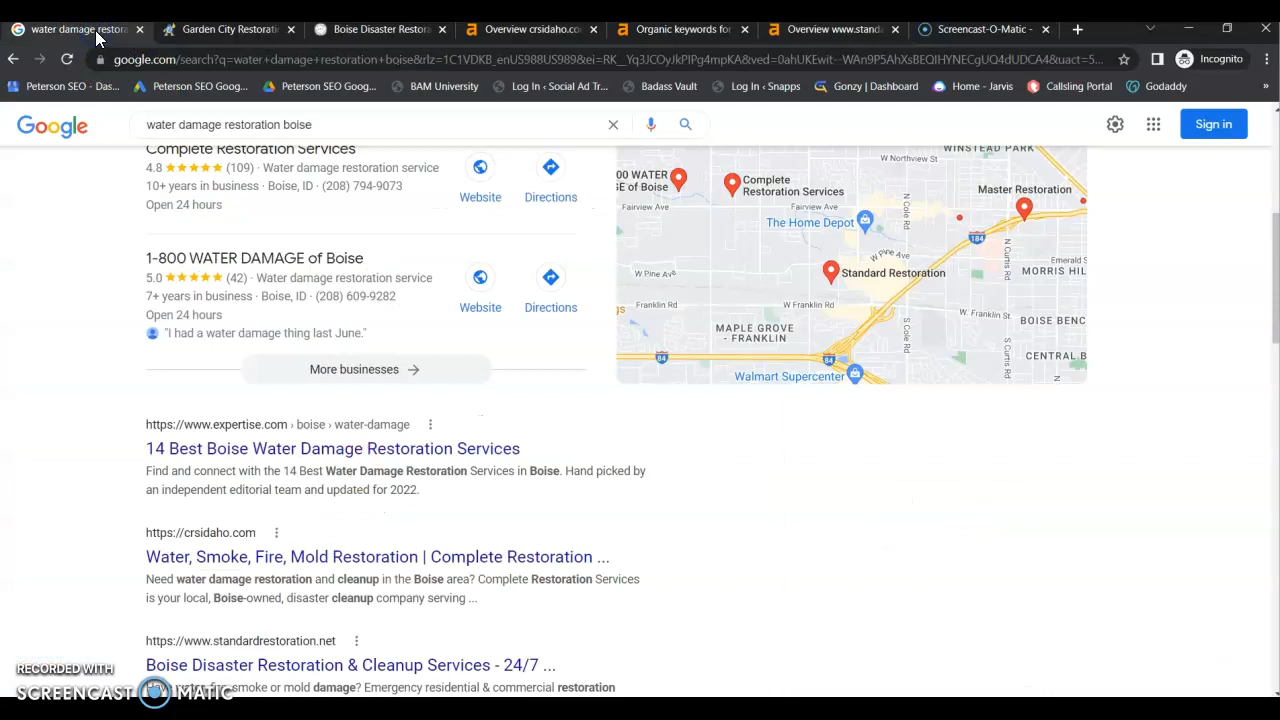 water damage restora
Garden City Restorati
Boise Disaster Restora
Overview crsidaho.co
Organic keywords for
Overview www.standa
Screencast-O-Matic -
google.com/search?q=water+damage+restoration+boise&rlz=1C1VDKB_enUS988US989&ei=RK__Yq3JCOyJkPIPg4mpKA&ved=0ahUKEwit--WAn9P5AhXsBEQIHYNECgUQ4dUDCA4&uact=5...
Incognito
Peterson SEO - Das...
Peterson SEO Goog...
Peterson SEO Goog...
BAM University
Log In ‹ Social Ad Tr...
Badass Vault
Log In ‹ Snapps
Gonzy | Dashboard
Home - Jarvis
Callsling Portal
Godaddy
»
Google
water damage restoration boise
Sign in
Complete Restoration Services
4.8 ★★★★★ (109) · Water damage restoration service
10+ years in business · Boise, ID · (208) 794-9073
Open 24 hours
Website
Directions
1-800 WATER DAMAGE of Boise
5.0 ★★★★★ (42) · Water damage restoration service
7+ years in business · Boise, ID · (208) 609-9282
Open 24 hours
"I had a water damage thing last June."
Website
Directions
More businesses →
WINSTEAD PARK
W Northview St
00 WATER
GE of Boise
Complete
Restoration Services
Master Restoration
Fairview Ave
Fairview Ave
The Home Depot
N Cole Rd
184
W Pine Ave
W Pine Ave
Standard Restoration
N Curtis Rd
Emerald S
MORRIS HIL
Franklin Rd
W Franklin Rd
W. Franklin St.
gs
MAPLE GROVE
- FRANKLIN
S Cole Rd
BOISE BENC
S Curtis Rd
84
84
CENTRAL B
Walmart Supercenter
https://www.expertise.com › boise › water-damage
14 Best Boise Water Damage Restoration Services
Find and connect with the 14 Best Water Damage Restoration Services in Boise. Hand picked by
an independent editorial team and updated for 2022.
https://crsidaho.com
Water, Smoke, Fire, Mold Restoration | Complete Restoration ...
Need water damage restoration and cleanup in the Boise area? Complete Restoration Services
is your local, Boise-owned, disaster cleanup company serving ...
https://www.standardrestoration.net
Boise Disaster Restoration & Cleanup Services - 24/7 ...
smoke or mold damage? Emergency residential & commercial restoration
RECORDED WITH
SCREENCAST MATIC